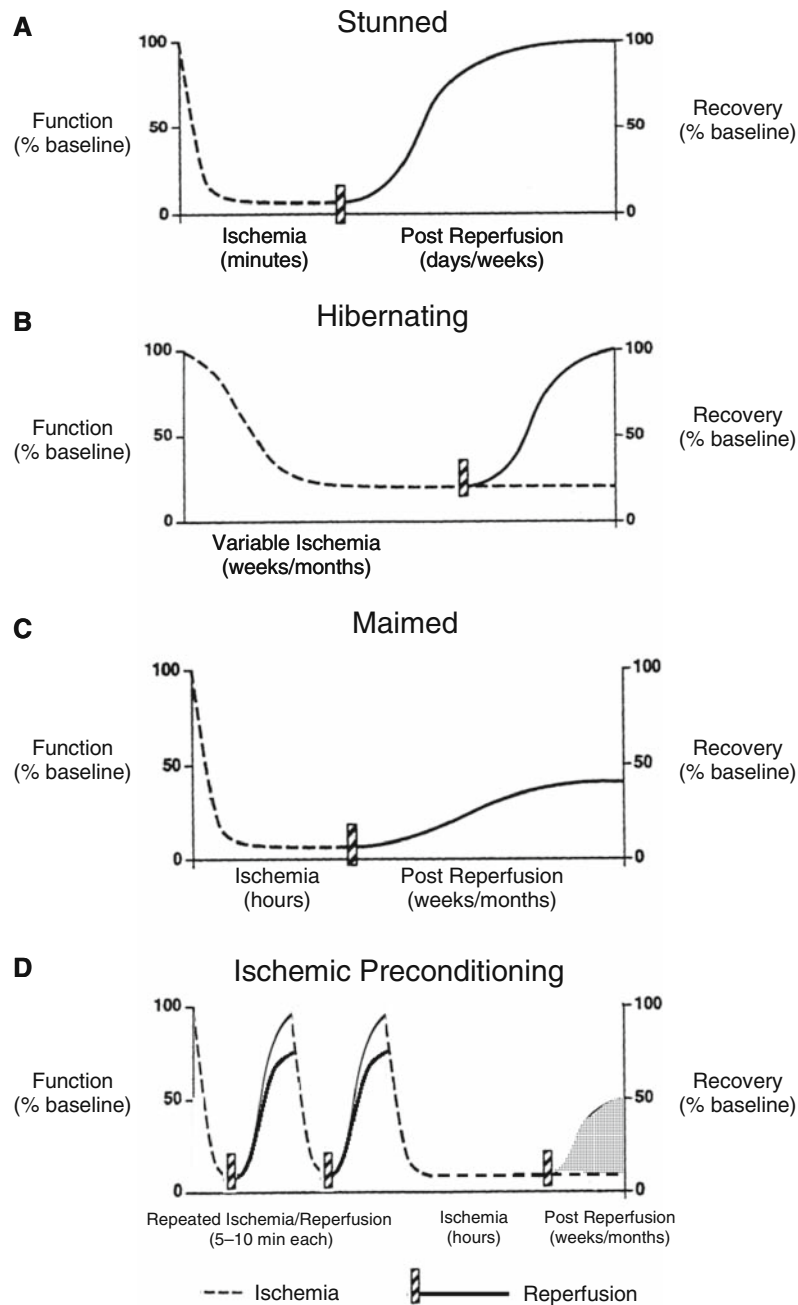 A
Stunned
100
50
0
Function
(% baseline)
100
50
0
Recovery
(% baseline)
Ischemia
(minutes)
Post Reperfusion
(days/weeks)
B
Hibernating
100
50
0
Function
(% baseline)
100
50
0
Recovery
(% baseline)
Variable Ischemia
(weeks/months)
C
Maimed
100
50
0
Function
(% baseline)
100
50
0
Recovery
(% baseline)
Ischemia
(hours)
Post Reperfusion
(weeks/months)
D
Ischemic Preconditioning
100
50
0
Function
(% baseline)
100
50
0
Recovery
(% baseline)
Repeated Ischemia/Reperfusion
(5–10 min each)
Ischemia
(hours)
Post Reperfusion
(weeks/months)
Ischemia
Reperfusion